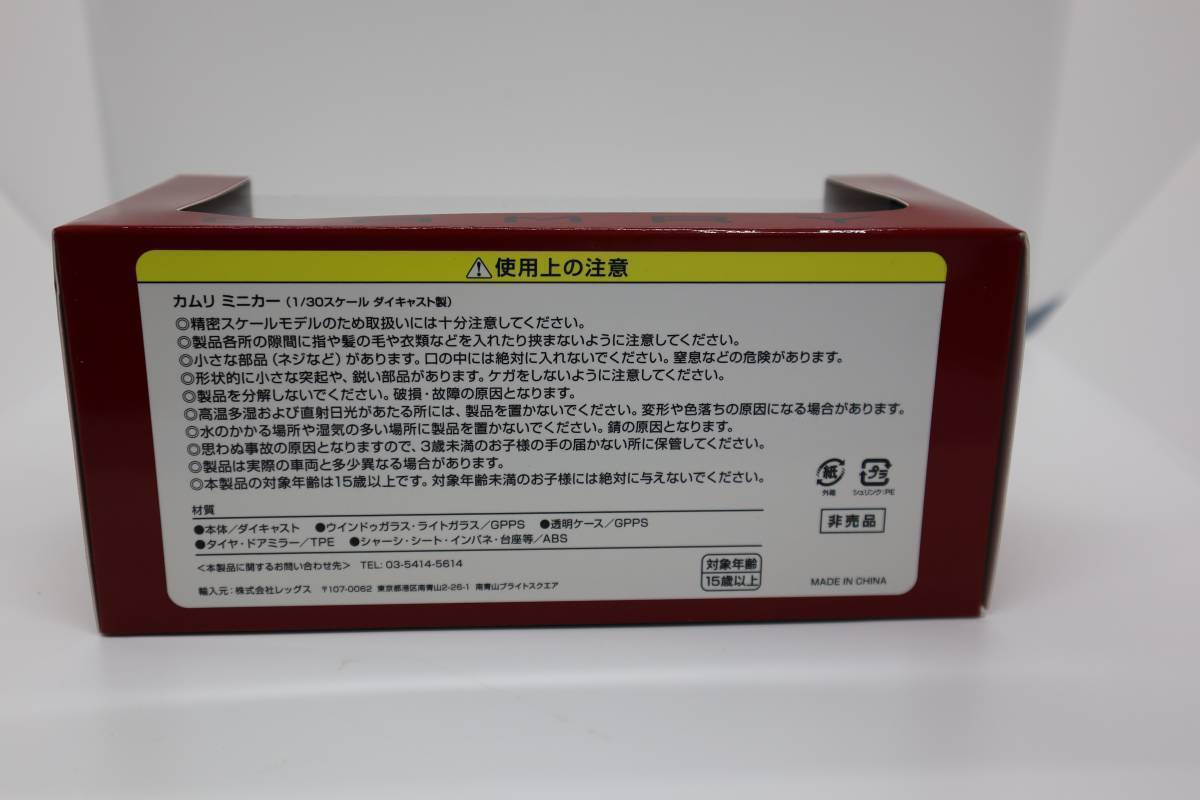 CAMRY
使用上の注意
カムリ ミニカー（1/30スケール ダイキャスト製）
◎精密スケールモデルのため取扱いには十分注意してください。
◎製品各所の隙間に指や髪の毛や衣類などを入れたり挟まないように注意してください。
◎小さな部品（ネジなど）があります。口の中には絶対に入れないでください。窒息などの危険があります。
◎形状的に小さな突起や、鋭い部品があります。ケガをしないように注意してください。
◎製品を分解しないでください。破損・故障の原因となります。
◎高温多湿および直射日光があたる所には、製品を置かないでください。変形や色落ちの原因になる場合があります。
◎水のかかる場所や湿気の多い場所に製品を置かないでください。錆の原因となります。
◎思わぬ事故の原因となりますので、3歳未満のお子様の手の届かない所に保管してください。
◎製品は実際の車両と多少異なる場合があります。
◎本製品の対象年齢は15歳以上です。対象年齢未満のお子様には絶対に与えないでください。
紙 プラ
外箱 シュリンク:PE
材質
●本体/ダイキャスト ●ウインドゥガラス・ライトガラス/GPPS ●透明ケース/GPPS
●タイヤ・ドアミラー/TPE ●シャーシ・シート・インパネ・台座等/ABS
非売品
＜本製品に関するお問い合わせ先＞ TEL: 03-5414-5614
輸入元：株式会社レッグス 〒107-0062 東京都港区南青山2-26-1 南青山ブライトスクエア
対象年齢
15歳以上
MADE IN CHINA